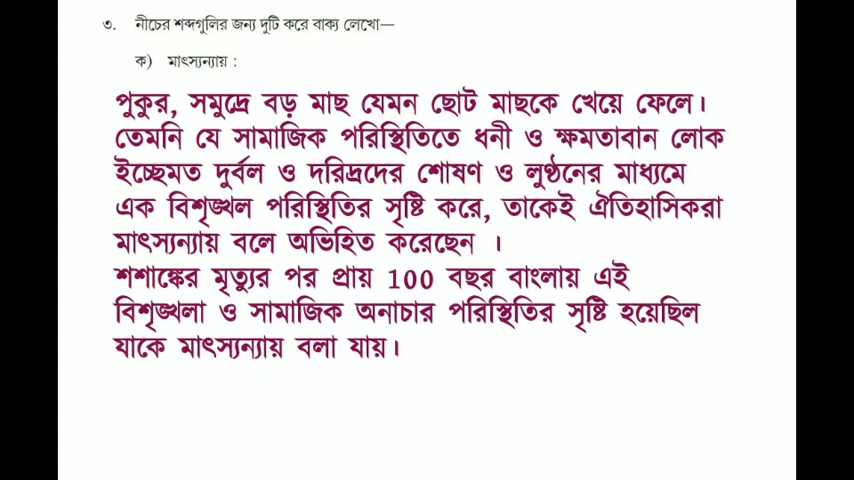 ৩. নীচের শব্দগুলির জন্য দুটি করে বাক্য লেখো—
ক) মাৎস্যন্যায় :
পুকুর, সমুদ্রে বড় মাছ যেমন ছোট মাছকে খেয়ে ফেলে।
তেমনি যে সামাজিক পরিস্থিতিতে ধনী ও ক্ষমতাবান লোক
ইচ্ছেমত দুর্বল ও দরিদ্রদের শোষণ ও লুণ্ঠনের মাধ্যমে
এক বিশৃঙ্খল পরিস্থিতির সৃষ্টি করে, তাকেই ঐতিহাসিকরা
মাৎস্যন্যায় বলে অভিহিত করেছেন ।
শশাঙ্কের মৃত্যুর পর প্রায় 100 বছর বাংলায় এই
বিশৃঙ্খলা ও সামাজিক অনাচার পরিস্থিতির সৃষ্টি হয়েছিল
যাকে মাৎস্যন্যায় বলা যায়।